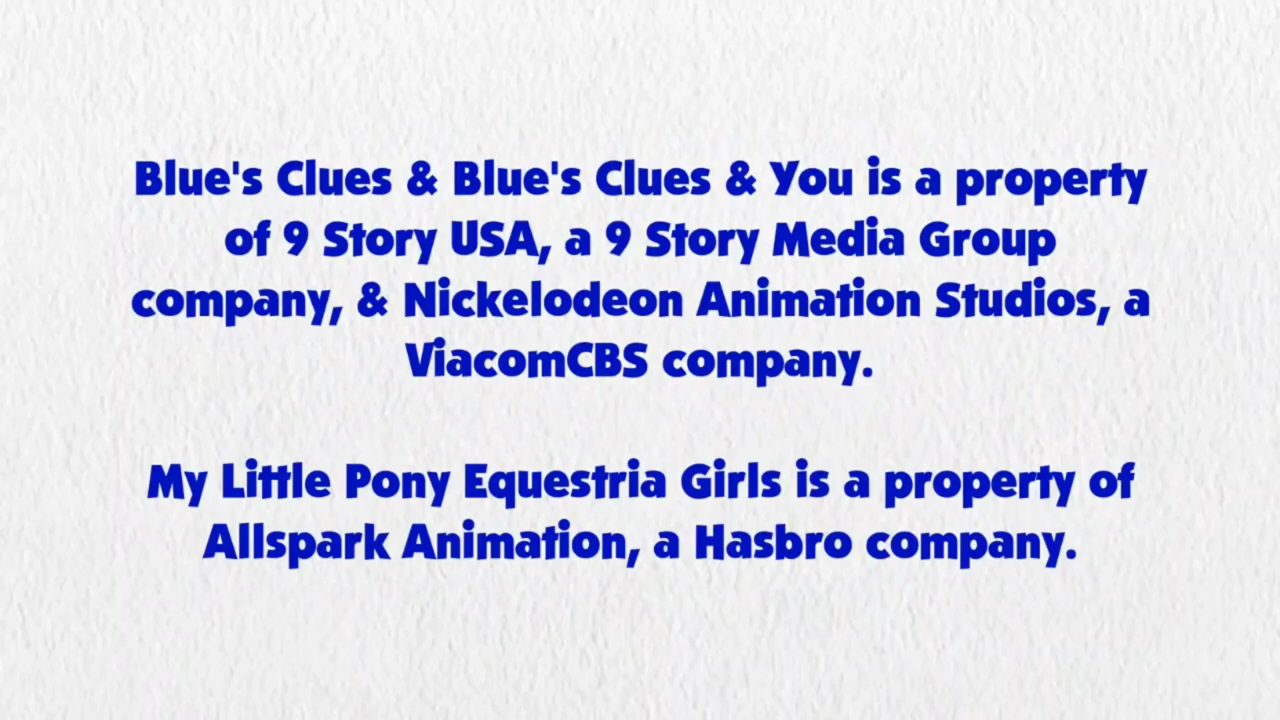 Blue's Clues & Blue's Clues & You is a property
of 9 Story USA, a 9 Story Media Group
company, & Nickelodeon Animation Studios, a
ViacomCBS company.
My Little Pony Equestria Girls is a property of
Allspark Animation, a Hasbro company.